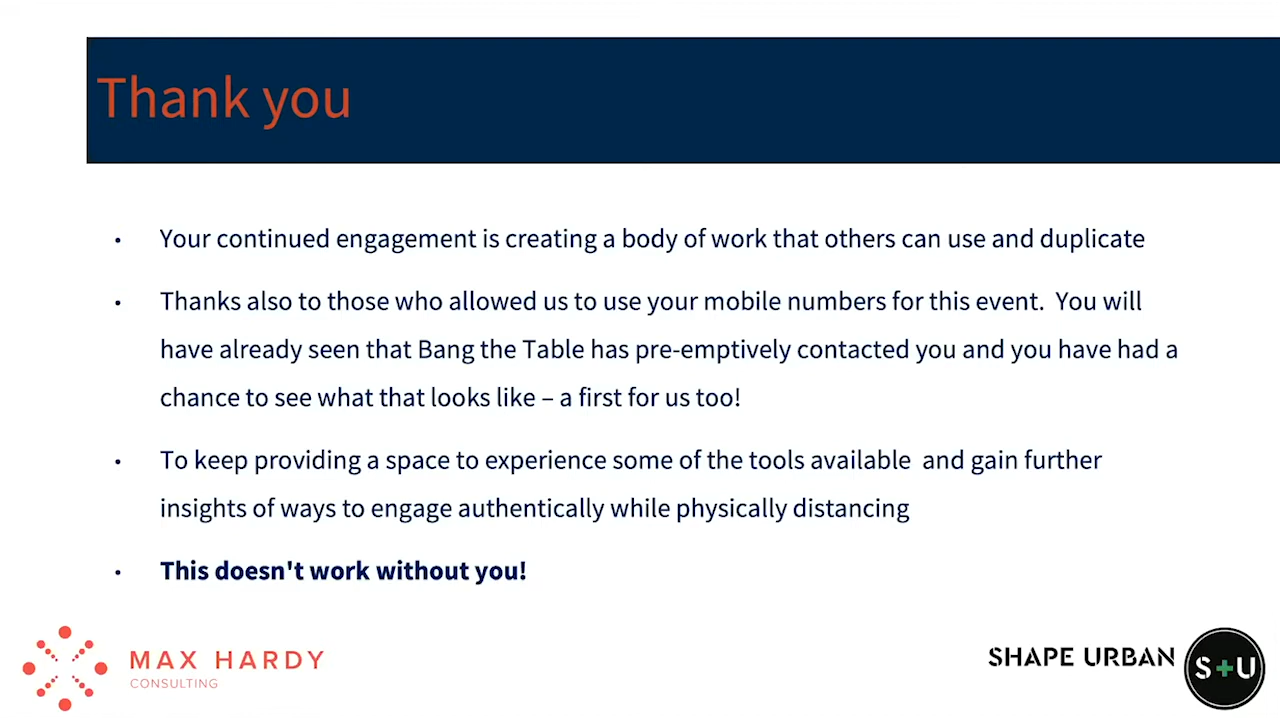 Thank you
• Your continued engagement is creating a body of work that others can use and duplicate
• Thanks also to those who allowed us to use your mobile numbers for this event.  You will
have already seen that Bang the Table has pre-emptively contacted you and you have had a
chance to see what that looks like – a first for us too!
• To keep providing a space to experience some of the tools available  and gain further
insights of ways to engage authentically while physically distancing
• This doesn't work without you!
MAX HARDY
CONSULTING
SHAPE URBAN
S+U